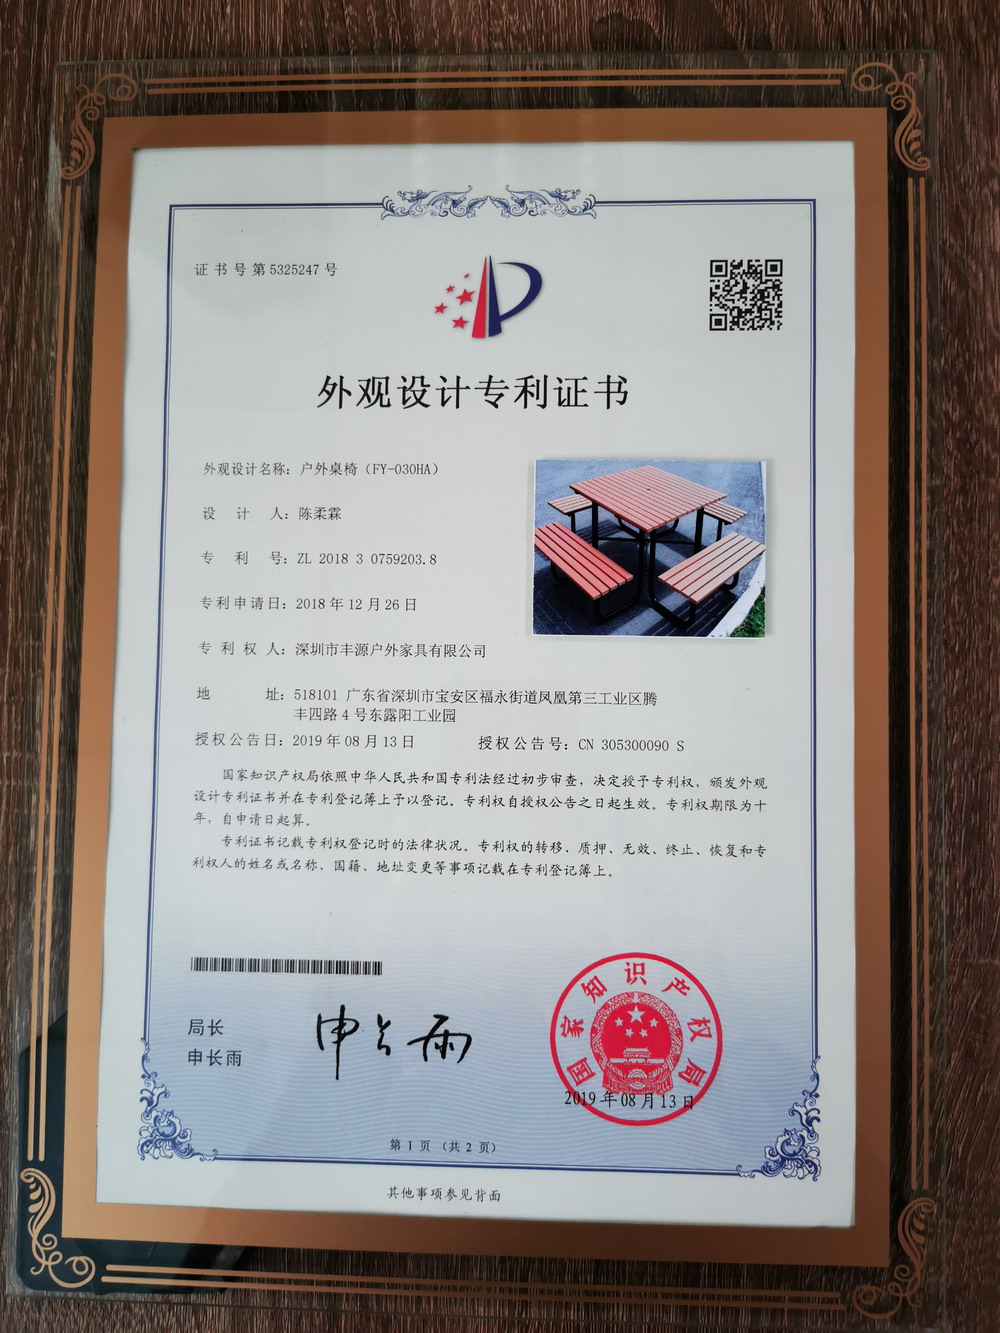 证书号第5325247号
外观设计专利证书
外观设计名称：户外桌椅（FY-030HA）
设计人：陈柔霖
专利号：ZL 2018 3 0759203.8
专利申请日：2018年12月26日
专利权人：深圳市丰源户外家具有限公司
地址：518101 广东省深圳市宝安区福永街道凤凰第三工业区腾
丰四路4号东露阳工业园
授权公告日：2019年08月13日 授权公告号：CN 305300090 S
国家知识产权局依照中华人民共和国专利法经过初步审查，决定授予专利权，颁发外观
设计专利证书并在专利登记簿上予以登记。专利权自授权公告之日起生效。专利权期限为十
年，自申请日起算。
专利证书记载专利权登记时的法律状况。专利权的转移、质押、无效、终止、恢复和专
利权人的姓名或名称、国籍、地址变更等事项记载在专利登记簿上。
局长
申长雨
申长雨
国家知识产权局
2019年08月13日
第1页（共2页）
其他事项参见背面